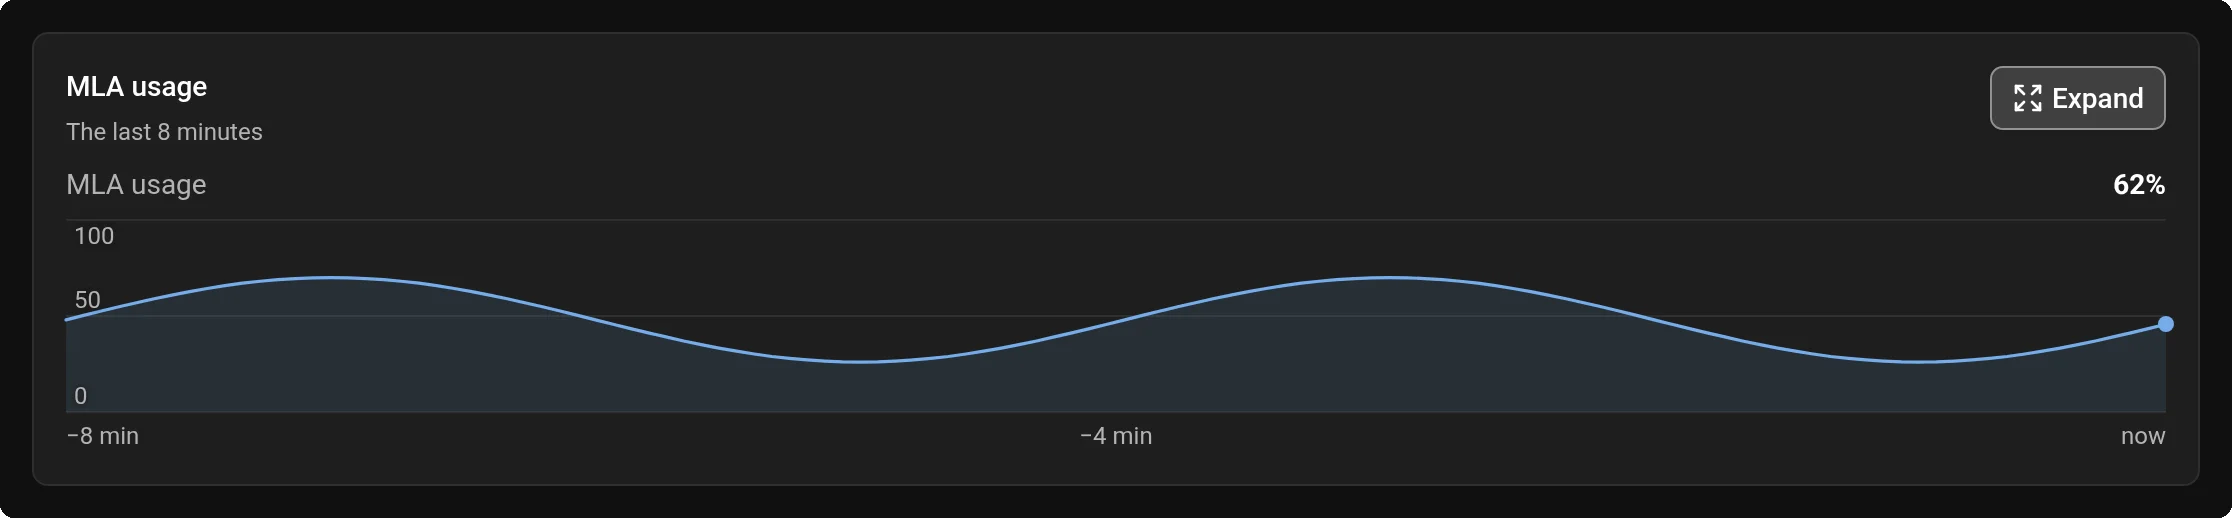 MLA usage
Expand
The last 8 minutes
MLA usage
62%
100
50
0
−8 min
−4 min
now